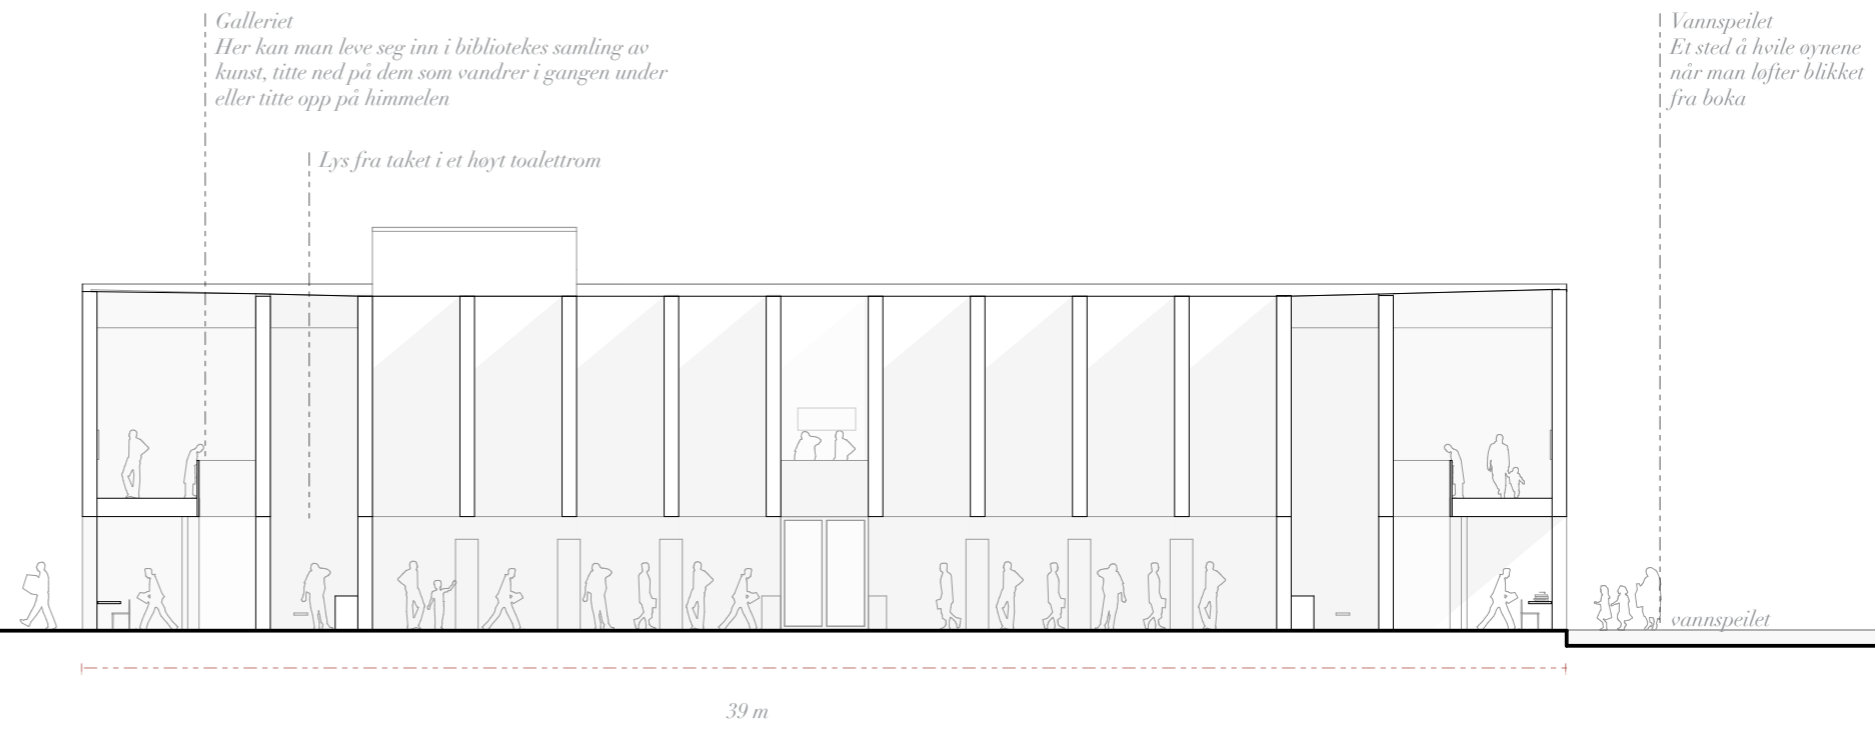 Galleriet
Her kan man leve seg inn i bibliotekes samling av
kunst, titte ned på dem som vandrer i gangen under
eller titte opp på himmelen
Lys fra taket i et høyt toalettrom
Vannspeilet
Et sted å hvile øynene
når man løfter blikket
fra boka
vannspeilet
39 m